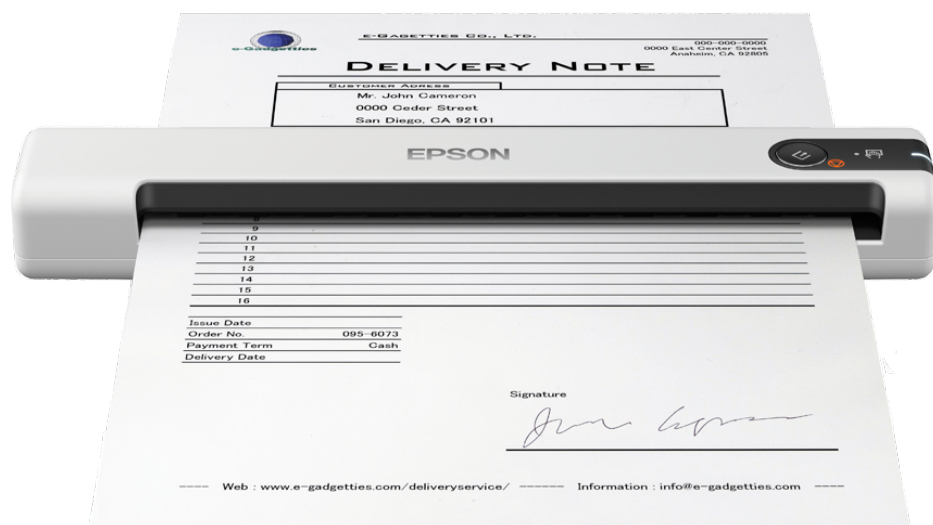 e-Gadgetties
E-GADGETTIES CO., LTD.
000-000-0000
0000 East Center Street
Anaheim, CA 92805
DELIVERY NOTE
CUSTOMER ADRESS
Mr. John Cameron
0000 Ceder Street
San Diego, CA 92101
EPSON
8
9
10
11
12
13
14
15
16
Issue Date
Order No. 095-6073
Payment Term Cash
Delivery Date
Signature
---- Web : www.e-gadgetties.com/deliveryservice/ ------ Information : info@e-gadgetties.com ----